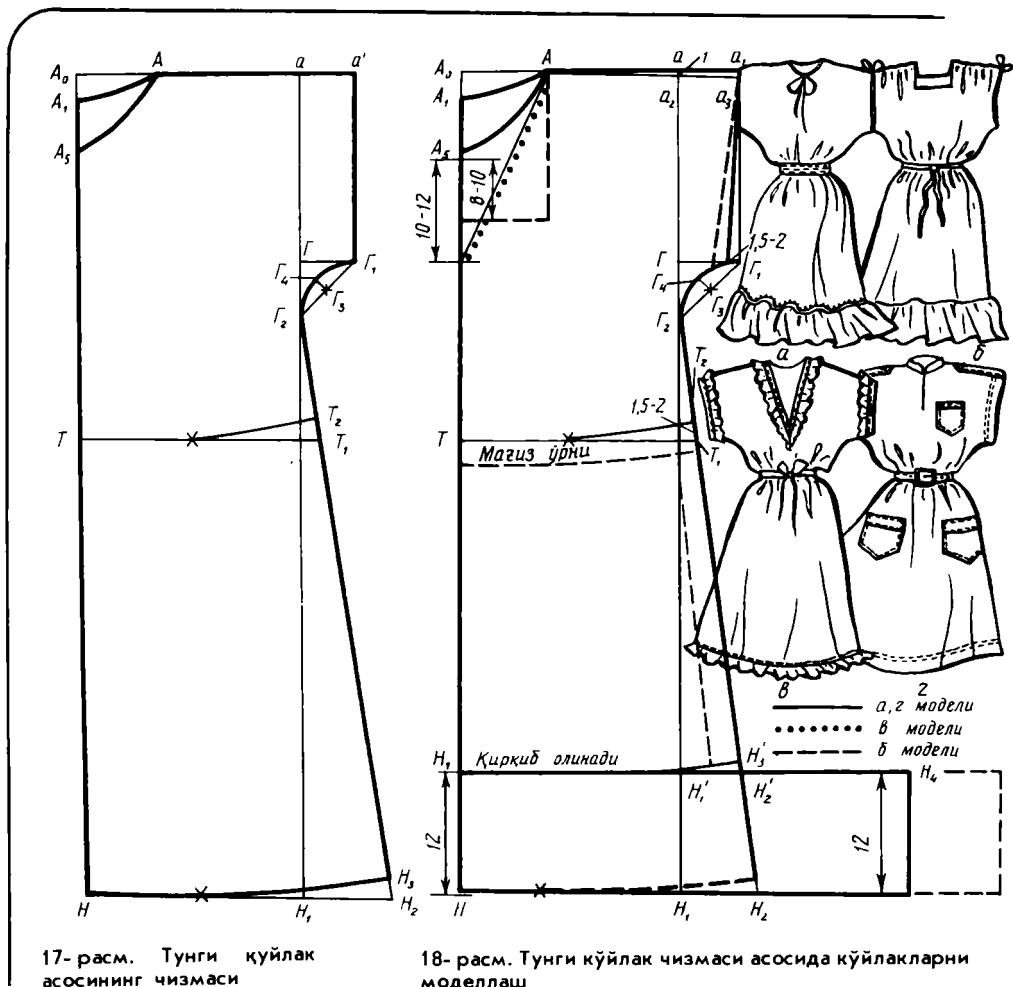 A₀ A a a'
A₁
A₅
Г Г₁
Г₄
Г₃
Г₂
T₂
T T₁
H₃
H H₁ H₂
A₀ A a 1 a₁
A₁ a₂ a₃
A₅
10-12
8-10
Г 1,5-2
Г₁
Г₄
Г₃
Г₂
T₂
1,5-2
T T₁
Магиз ўрни
а б
в г
а, г модели
в модели
б модели
H₁ Қирқиб олинади H₃'
H₄
H₁' H₂'
12 12
H H₁ H₂
17- расм. Тунги қуйлак
асосининг чизмаси
18- расм. Тунги кўйлак чизмаси асосида кўйлакларни
моделлаш